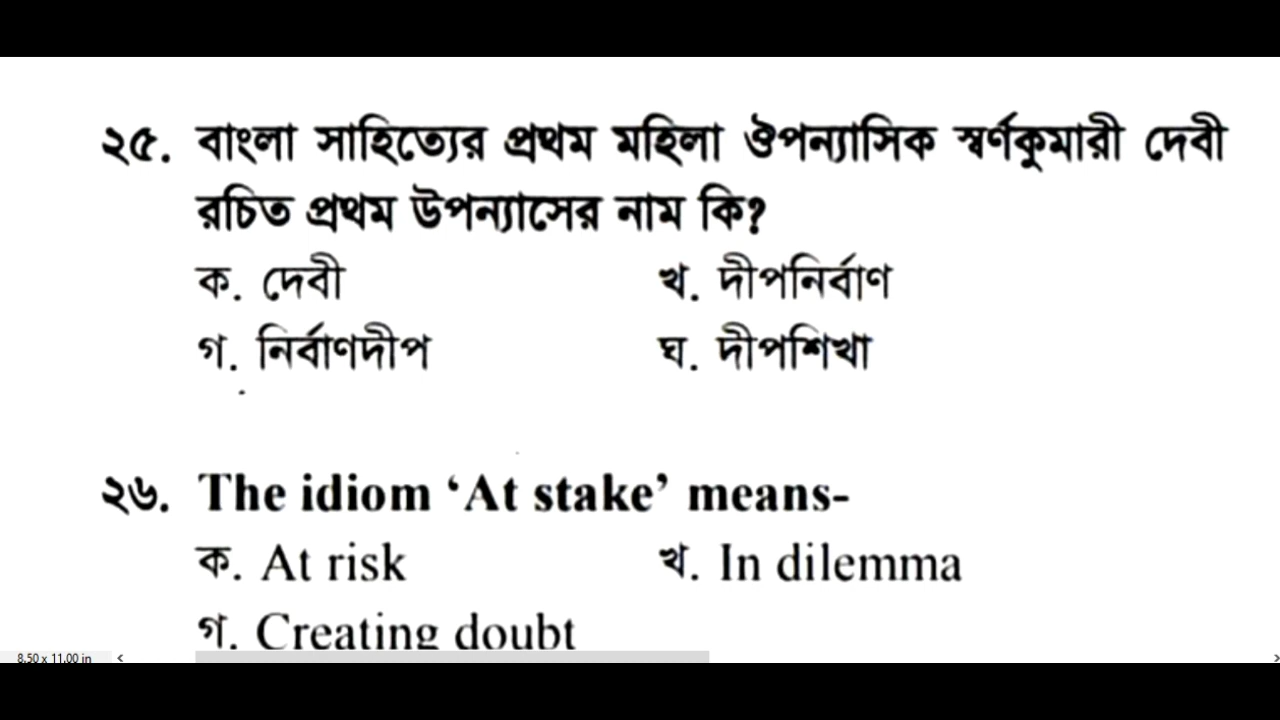 ২৫. বাংলা সাহিত্যের প্রথম মহিলা ঔপন্যাসিক স্বর্ণকুমারী দেবী
রচিত প্রথম উপন্যাসের নাম কি?
ক. দেবী খ. দীপনির্বাণ
গ. নির্বাণদীপ ঘ. দীপশিখা
২৬. The idiom ‘At stake’ means-
ক. At risk খ. In dilemma
গ. Creating doubt
8.50 x 11.00 in